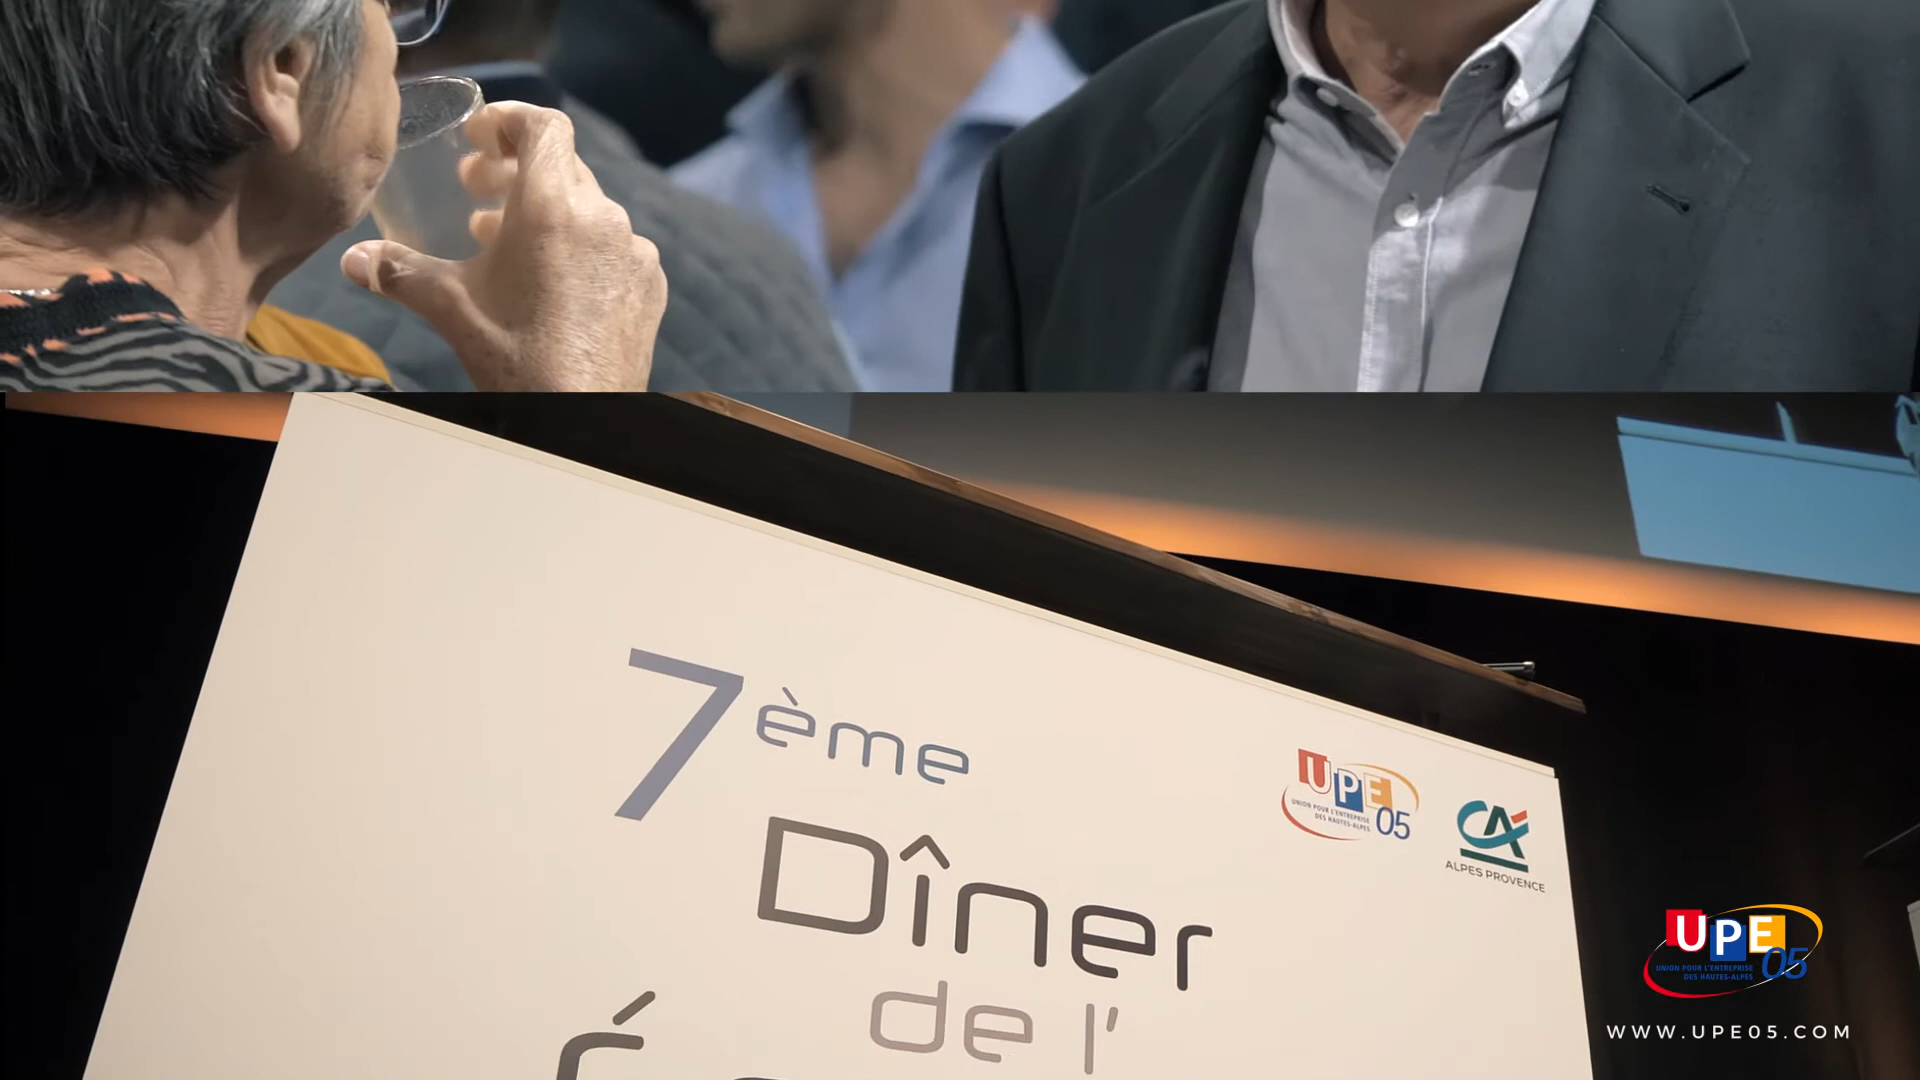 7ème
Dîner
de l'
UPE
UNION POUR L'ENTREPRISE
DES HAUTES-ALPES
05
CA
ALPES PROVENCE
UPE
05
UNION POUR L'ENTREPRISE
DES HAUTES-ALPES
WWW.UPE05.COM